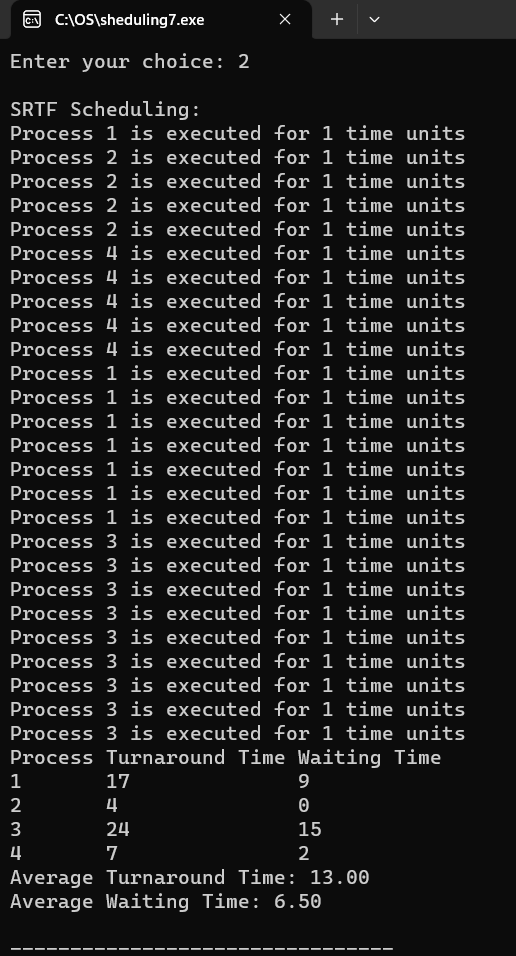 C:\OS\sheduling7.exe
Enter your choice: 2
SRTF Scheduling:
Process 1 is executed for 1 time units
Process 2 is executed for 1 time units
Process 2 is executed for 1 time units
Process 2 is executed for 1 time units
Process 2 is executed for 1 time units
Process 4 is executed for 1 time units
Process 4 is executed for 1 time units
Process 4 is executed for 1 time units
Process 4 is executed for 1 time units
Process 4 is executed for 1 time units
Process 1 is executed for 1 time units
Process 1 is executed for 1 time units
Process 1 is executed for 1 time units
Process 1 is executed for 1 time units
Process 1 is executed for 1 time units
Process 1 is executed for 1 time units
Process 1 is executed for 1 time units
Process 3 is executed for 1 time units
Process 3 is executed for 1 time units
Process 3 is executed for 1 time units
Process 3 is executed for 1 time units
Process 3 is executed for 1 time units
Process 3 is executed for 1 time units
Process 3 is executed for 1 time units
Process 3 is executed for 1 time units
Process 3 is executed for 1 time units
Process Turnaround Time Waiting Time
1 17 9
2 4 0
3 24 15
4 7 2
Average Turnaround Time: 13.00
Average Waiting Time: 6.50
--------------------------------